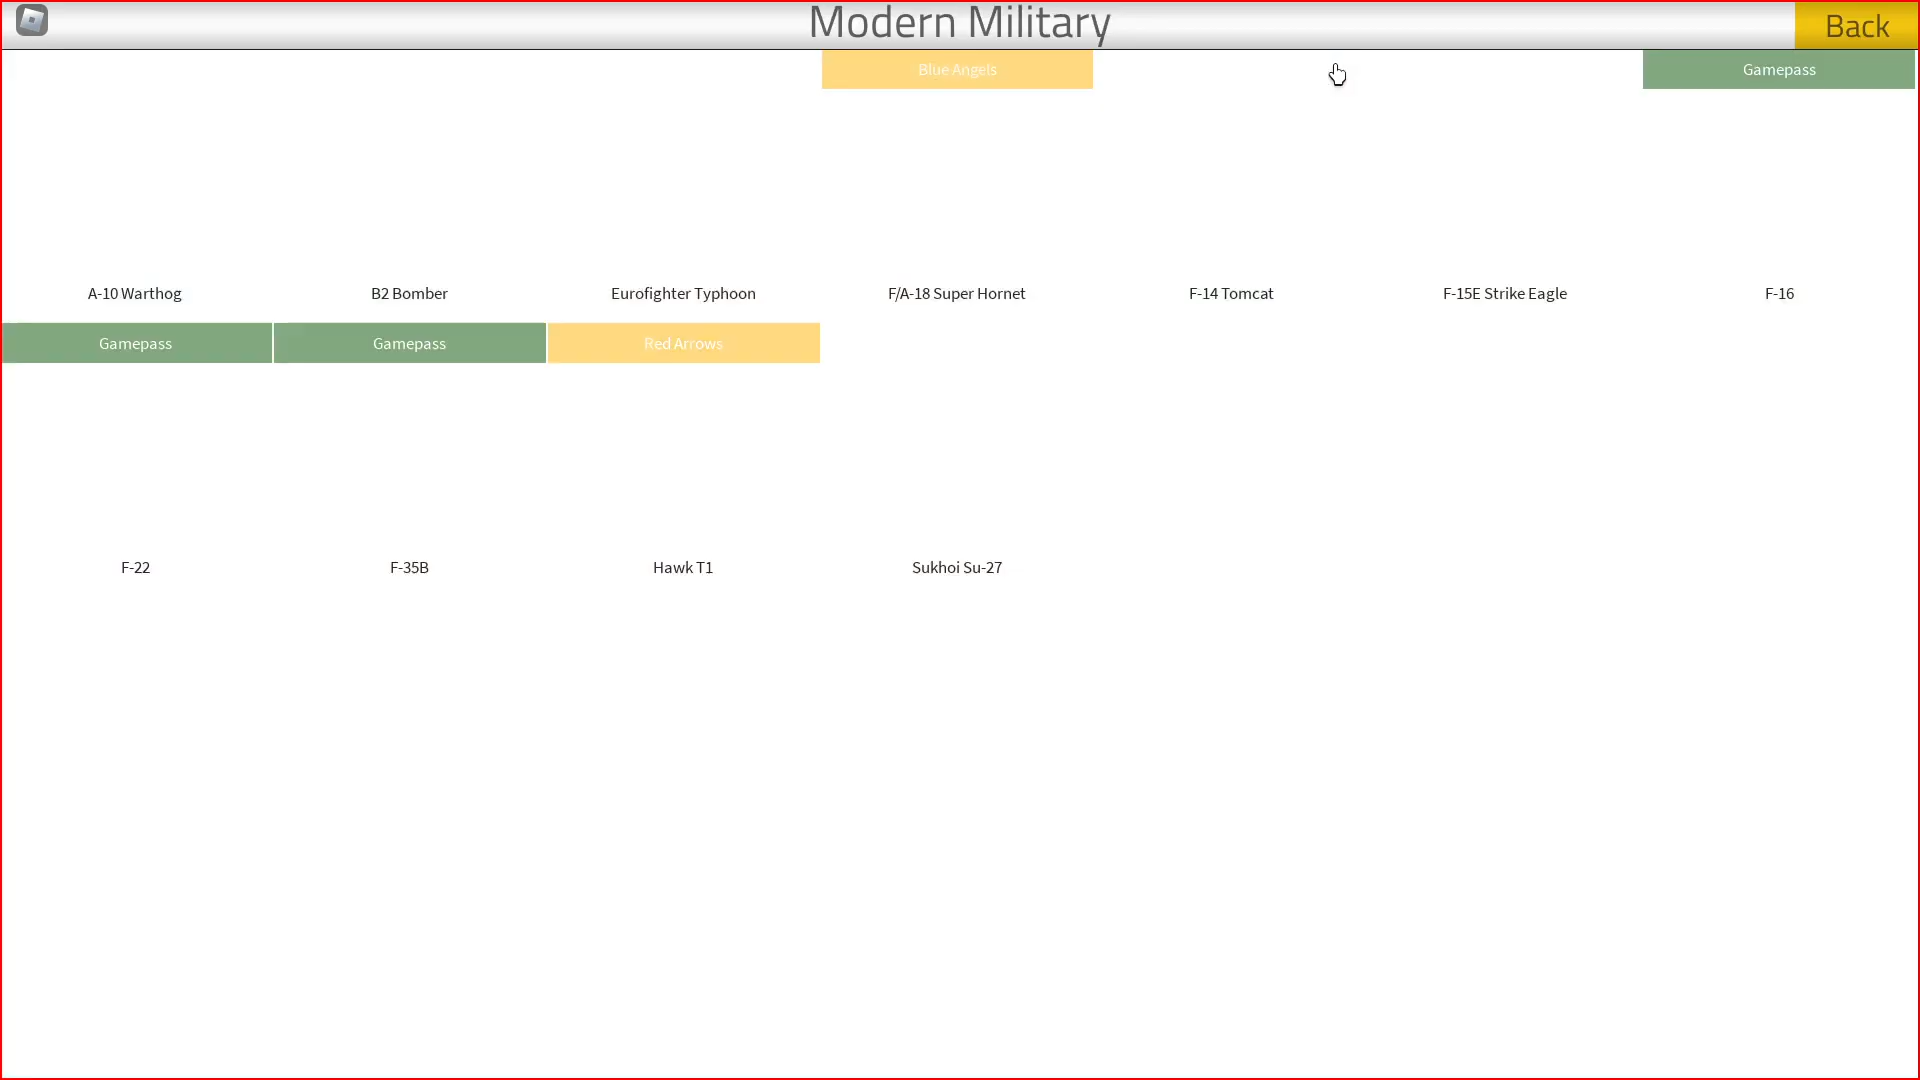 Modern Military
Back
Blue Angels
Gamepass
A-10 Warthog
B2 Bomber
Eurofighter Typhoon
F/A-18 Super Hornet
F-14 Tomcat
F-15E Strike Eagle
F-16
Gamepass
Gamepass
Red Arrows
F-22
F-35B
Hawk T1
Sukhoi Su-27